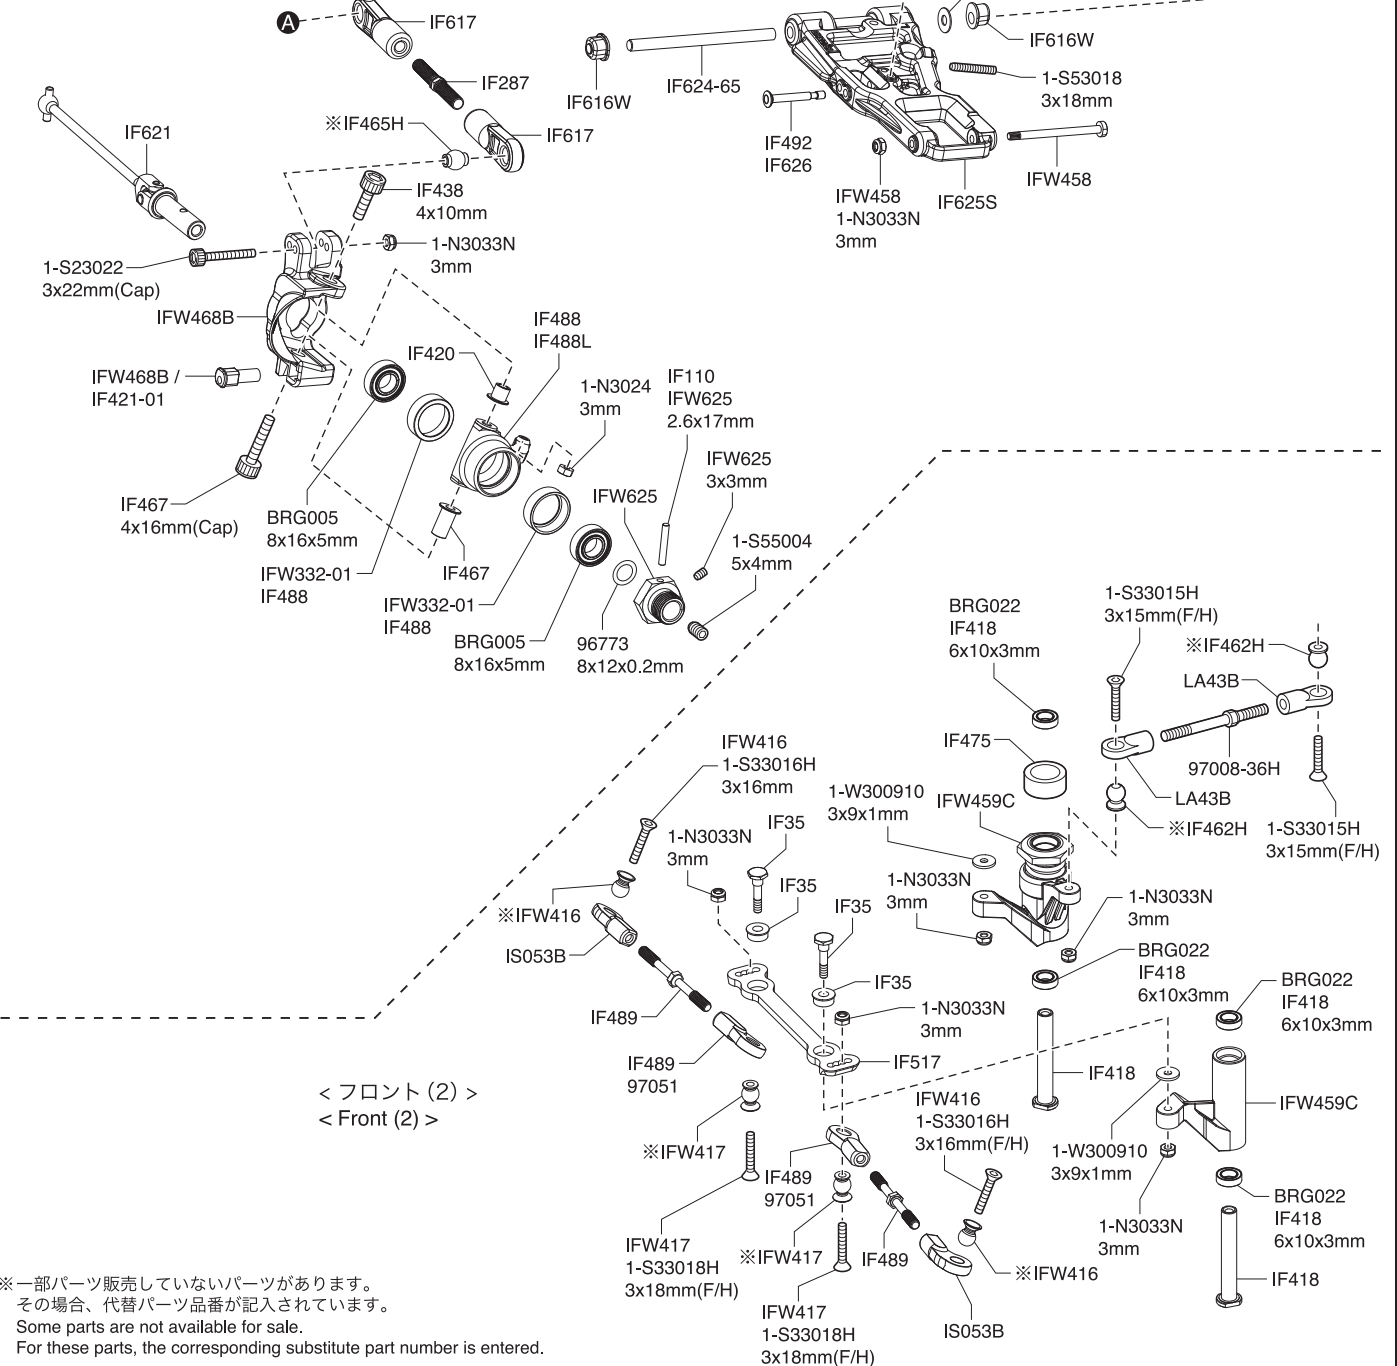 A
IF617
IF287
※IF465H
IF617
IF621
IF438
4x10mm
1-N3033N
3mm
1-S23022
3x22mm(Cap)
IFW468B
IFW468B /
IF421-01
IF467
4x16mm(Cap)
BRG005
8x16x5mm
IFW332-01
IF488
IF420
IF488
IF488L
1-N3024
3mm
IF467
IFW332-01
IF488
BRG005
8x16x5mm
IFW625
IF110
IFW625
2.6x17mm
IFW625
3x3mm
1-S55004
5x4mm
96773
8x12x0.2mm
IF616W
IF624-65
IF616W
1-S53018
3x18mm
IF492
IF626
IFW458
1-N3033N
3mm
IF625S
IFW458
BRG022
IF418
6x10x3mm
1-S33015H
3x15mm(F/H)
※IF462H
LA43B
97008-36H
LA43B
※IF462H
1-S33015H
3x15mm(F/H)
IF475
IFW459C
1-W300910
3x9x1mm
1-N3033N
3mm
1-N3033N
3mm
BRG022
IF418
6x10x3mm
IF418
BRG022
IF418
6x10x3mm
IFW459C
1-W300910
3x9x1mm
1-N3033N
3mm
BRG022
IF418
6x10x3mm
IF418
IFW416
1-S33016H
3x16mm
1-N3033N
3mm
IF35
IF35
IF35
IF35
1-N3033N
3mm
IF517
※IFW416
IS053B
IF489
IF489
97051
※IFW417
IFW417
1-S33018H
3x18mm(F/H)
IF489
97051
※IFW417
IFW417
1-S33018H
3x18mm(F/H)
IF489
IFW416
1-S33016H
3x16mm(F/H)
※IFW416
IS053B
< フロント (2) >
< Front (2) >
※一部パーツ販売していないパーツがあります。
その場合、代替パーツ品番が記入されています。
Some parts are not available for sale.
For these parts, the corresponding substitute part number is entered.